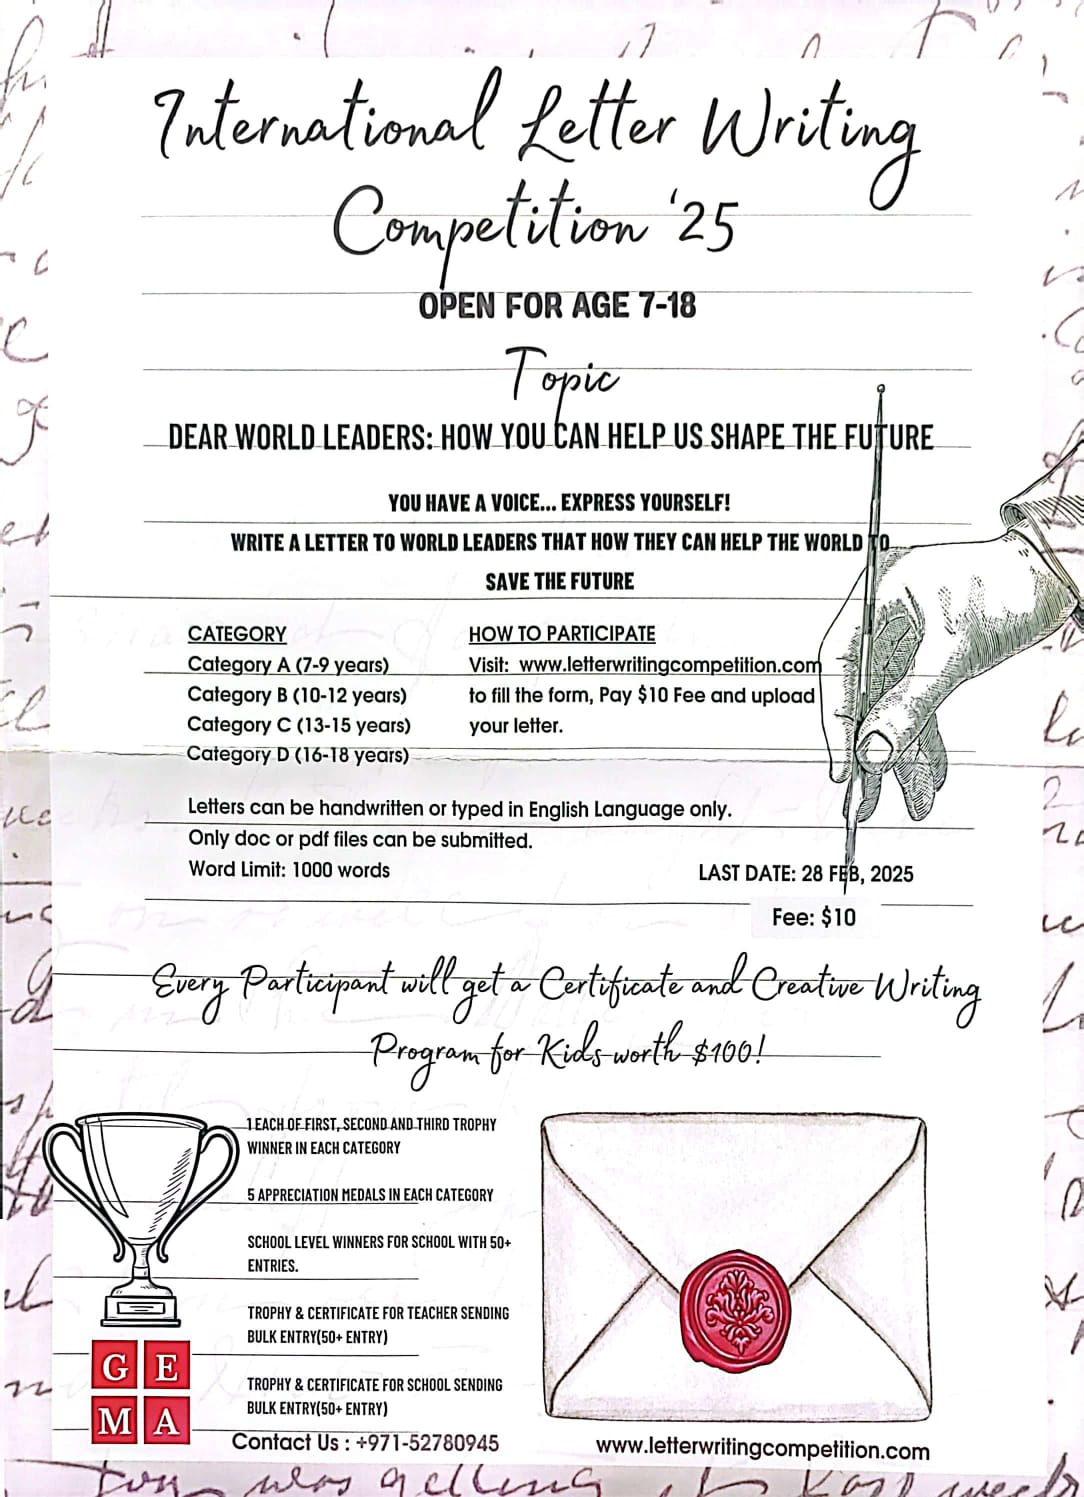 International Letter Writing
Competition '25
OPEN FOR AGE 7-18
Topic
DEAR WORLD LEADERS: HOW YOU CAN HELP US SHAPE THE FUTURE
YOU HAVE A VOICE... EXPRESS YOURSELF!
WRITE A LETTER TO WORLD LEADERS THAT HOW THEY CAN HELP THE WORLD TO
SAVE THE FUTURE
CATEGORY
Category A (7-9 years)
Category B (10-12 years)
Category C (13-15 years)
Category D (16-18 years)
HOW TO PARTICIPATE
Visit: www.letterwritingcompetition.com
to fill the form, Pay $10 Fee and upload
your letter.
Letters can be handwritten or typed in English Language only.
Only doc or pdf files can be submitted.
Word Limit: 1000 words
LAST DATE: 28 FEB, 2025
Fee: $10
Every Participant will get a Certificate and Creative Writing
Program for Kids worth $100!
1 EACH OF FIRST, SECOND AND THIRD TROPHY
WINNER IN EACH CATEGORY
5 APPRECIATION MEDALS IN EACH CATEGORY
SCHOOL LEVEL WINNERS FOR SCHOOL WITH 50+
ENTRIES.
TROPHY & CERTIFICATE FOR TEACHER SENDING
BULK ENTRY(50+ ENTRY)
TROPHY & CERTIFICATE FOR SCHOOL SENDING
BULK ENTRY(50+ ENTRY)
G E
M A
Contact Us : +971-52780945
www.letterwritingcompetition.com
was getting